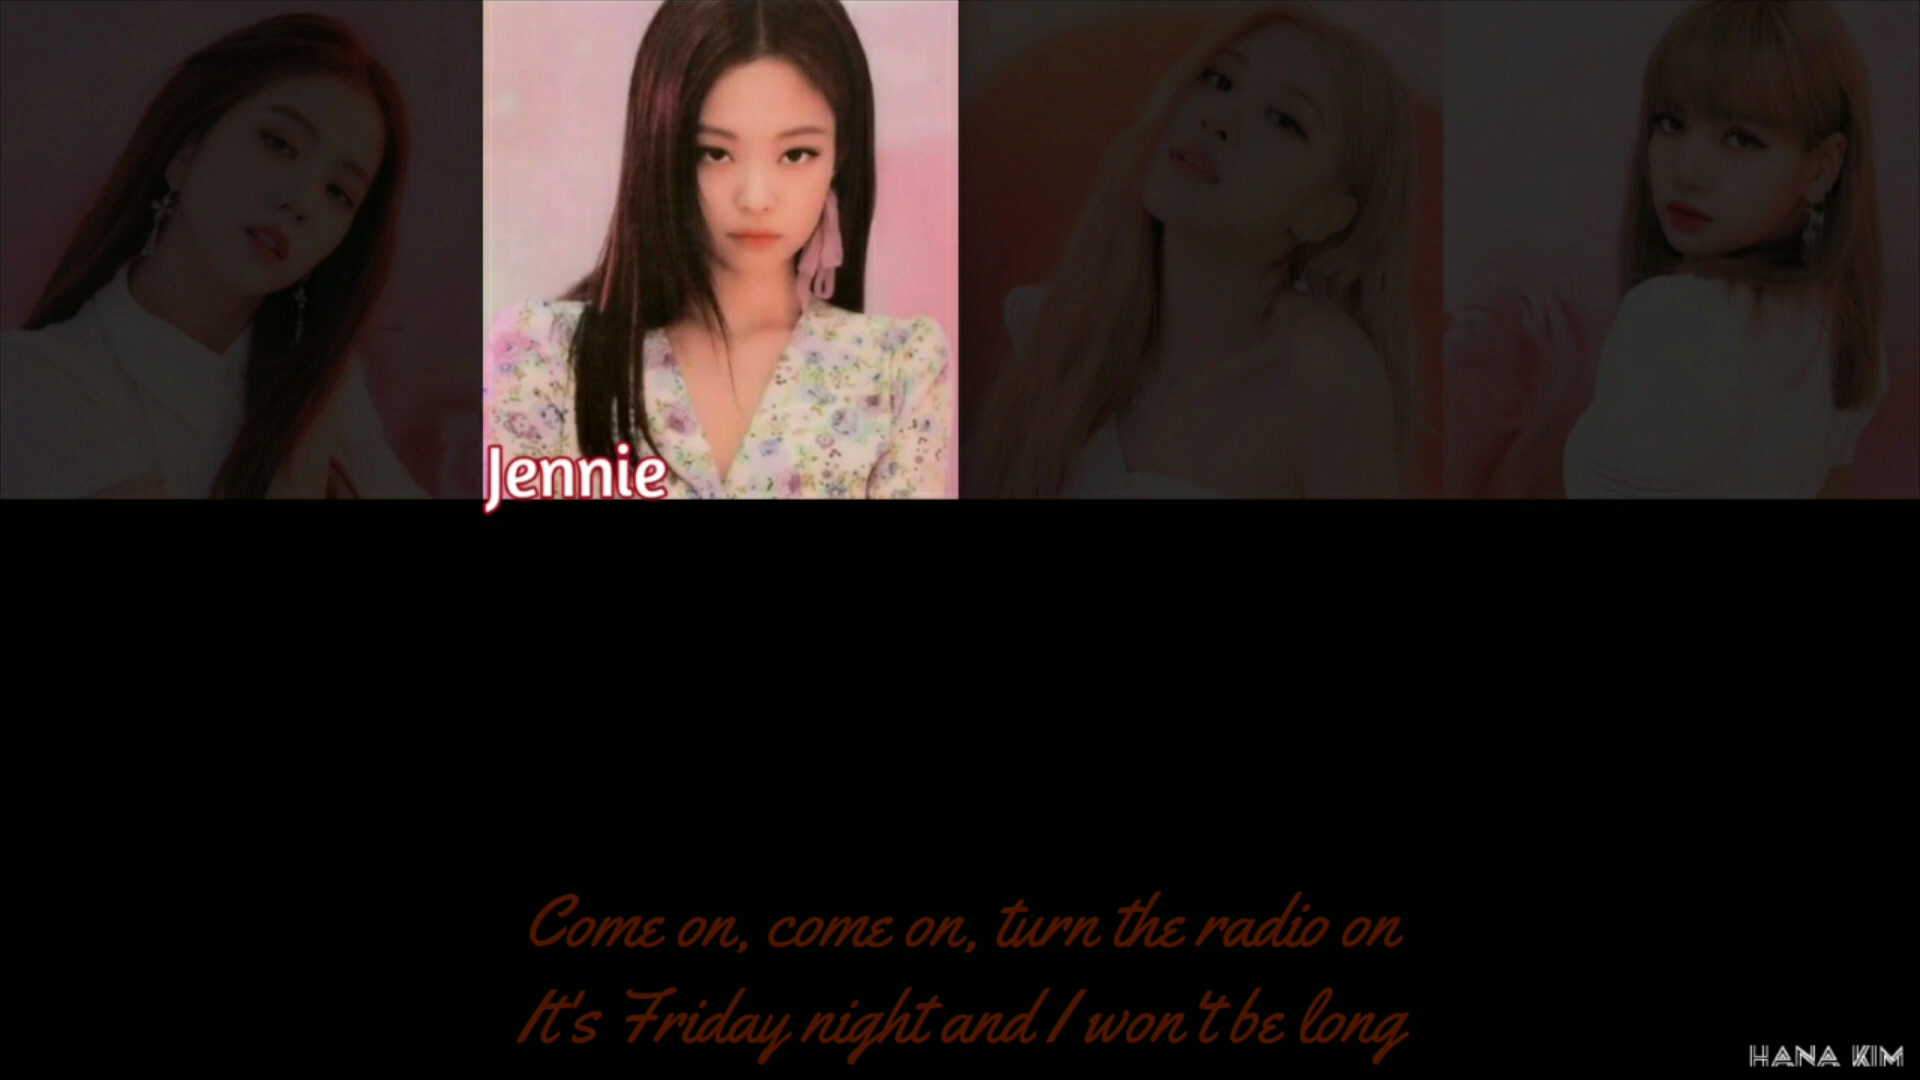 Jennie
Come on, come on, turn the radio on
It's Friday night and I won't be long
HANA KIM